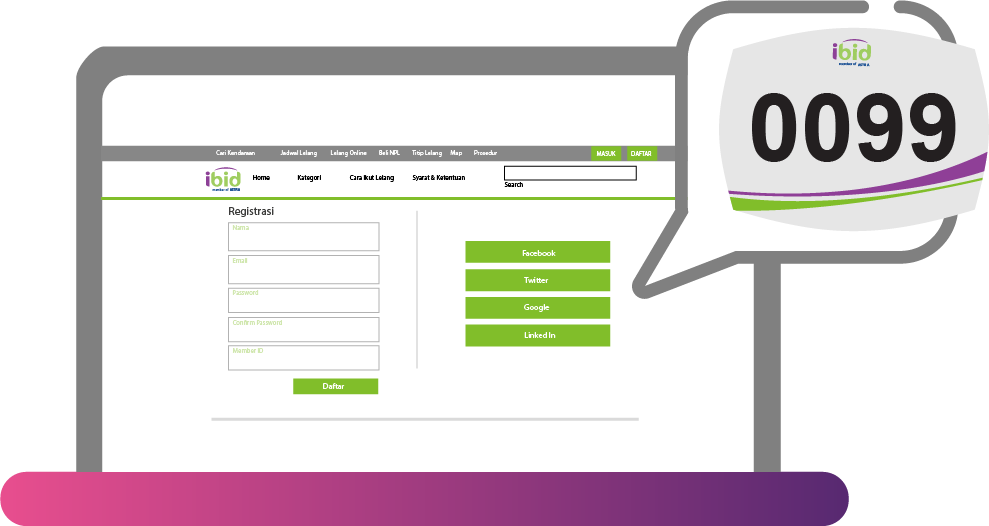 ibid
member of ASTRA
0099
Cari Kendaraan Jadwal Lelang Lelang Online Beli NPL Titip Lelang Map Prosedur MASUK DAFTAR
ibid
member of ASTRA
Home Kategori Cara Ikut Lelang Syarat & Ketentuan
Search
Registrasi
Nama
Email
Password
Confirm Password
Member ID
Daftar
Facebook
Twitter
Google
Linked In